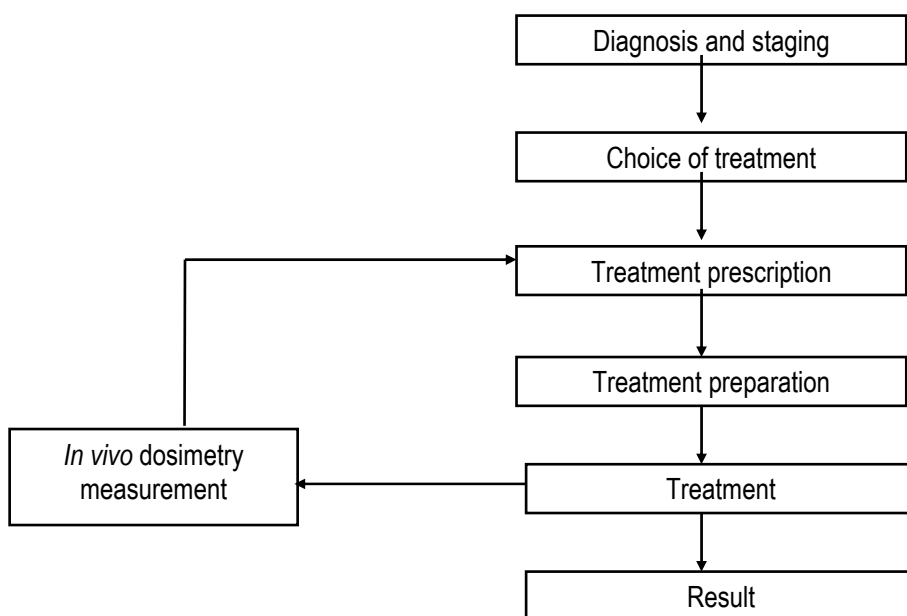 Diagnosis and staging
Choice of treatment
Treatment prescription
Treatment preparation
In vivo dosimetry
measurement
Treatment
Result